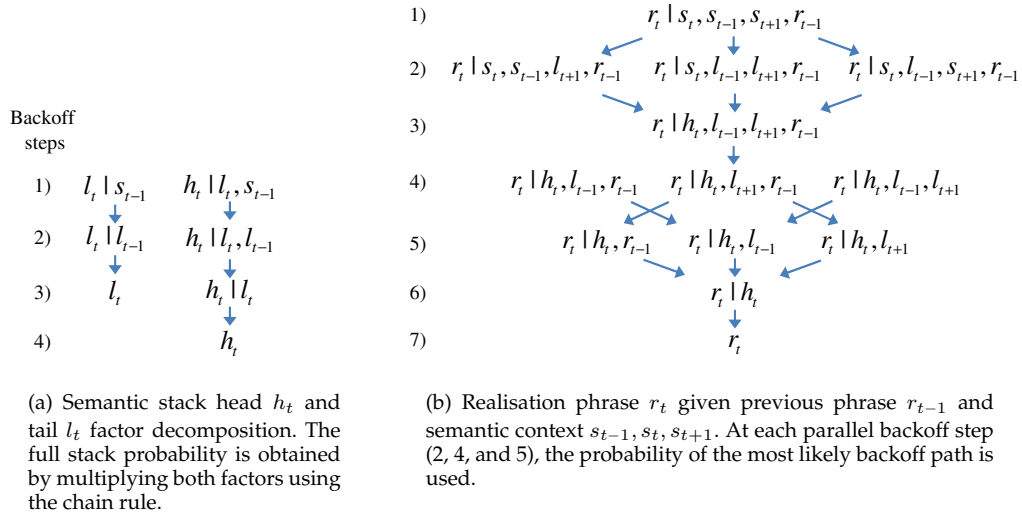 Backoff
steps
1) l_t | s_{t-1} h_t | l_t, s_{t-1}
2) l_t | l_{t-1} h_t | l_t, l_{t-1}
3) l_t h_t | l_t
4) h_t
(a) Semantic stack head h_t and
tail l_t factor decomposition. The
full stack probability is obtained
by multiplying both factors using
the chain rule.
1) r_t | s_t, s_{t-1}, s_{t+1}, r_{t-1}
2) r_t | s_t, s_{t-1}, l_{t+1}, r_{t-1} r_t | s_t, l_{t-1}, l_{t+1}, r_{t-1} r_t | s_t, l_{t-1}, s_{t+1}, r_{t-1}
3) r_t | h_t, l_{t-1}, l_{t+1}, r_{t-1}
4) r_t | h_t, l_{t-1}, r_{t-1} r_t | h_t, l_{t+1}, r_{t-1} r_t | h_t, l_{t-1}, l_{t+1}
5) r_t | h_t, r_{t-1} r_t | h_t, l_{t-1} r_t | h_t, l_{t+1}
6) r_t | h_t
7) r_t
(b) Realisation phrase r_t given previous phrase r_{t-1} and
semantic context s_{t-1}, s_t, s_{t+1}. At each parallel backoff step
(2, 4, and 5), the probability of the most likely backoff path is
used.